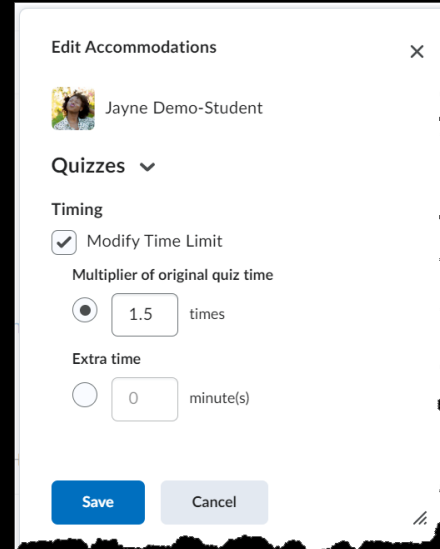 Edit Accommodations
Jayne Demo-Student
Quizzes
Timing
Modify Time Limit
Multiplier of original quiz time
1.5 times
Extra time
0 minute(s)
Save Cancel